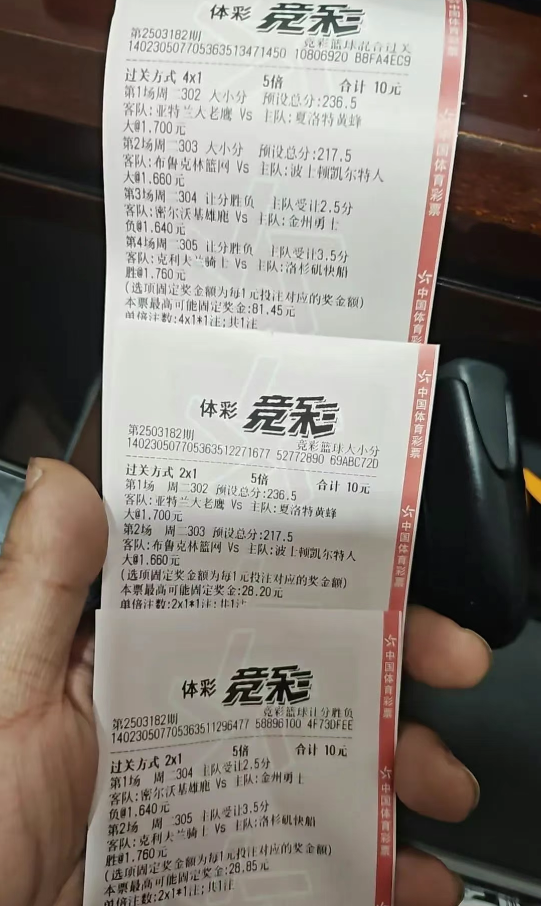 体彩 竞彩
第2503182期 竞彩篮球混合过关
140230507705363513471450 10806920 BBFA4EC9
过关方式 4x1 5倍 合计 10元
第1场周二302 大小分 预设总分:236.5
客队:亚特兰大老鹰 Vs 主队:夏洛特黄蜂
大@1.700元
第2场周二303 大小分 预设总分:217.5
客队:布鲁克林篮网 Vs 主队:波士顿凯尔特人
大@1.660元
第3场周二304 让分胜负 主队受让2.5分
客队:密尔沃基雄鹿 Vs 主队:金州勇士
负@1.640元
第4场周二305 让分胜负 主队受让3.5分
客队:克利夫兰骑士 Vs 主队:洛杉矶快船
胜@1.760元
(选项固定奖金额为每1元投注对应的奖金额)
本票最高可能固定奖金:81.45元
单倍注数:4x1*1注;共1注
体彩 竞彩
第2503182期 竞彩篮球大小分
140230507705363512271677 52772890 69ABC72D
过关方式 2x1 5倍 合计 10元
第1场 周二302 预设总分:236.5
客队:亚特兰大老鹰 Vs 主队:夏洛特黄蜂
大@1.700元
第2场 周二303 预设总分:217.5
客队:布鲁克林篮网 Vs 主队:波士顿凯尔特人
大@1.660元
(选项固定奖金额为每1元投注对应的奖金额)
本票最高可能固定奖金:28.20元
单倍注数:2x1*1注;共1注
体彩 竞彩
第2503182期 竞彩篮球让分胜负
140230507705363511296477 58896100 4F73DFEE
过关方式 2x1 5倍 合计 10元
第1场 周二304 主队受让2.5分
客队:密尔沃基雄鹿 Vs 主队:金州勇士
负@1.640元
第2场 周二305 主队受让3.5分
客队:克利夫兰骑士 Vs 主队:洛杉矶快船
胜@1.760元
(选项固定奖金额为每1元投注对应的奖金额)
本票最高可能固定奖金:28.85元
单倍注数:2x1*1注;共1注
中国体育彩票
中国体育彩票
中国体育彩票
中国体育彩票
中国体育彩票
中国体育彩票